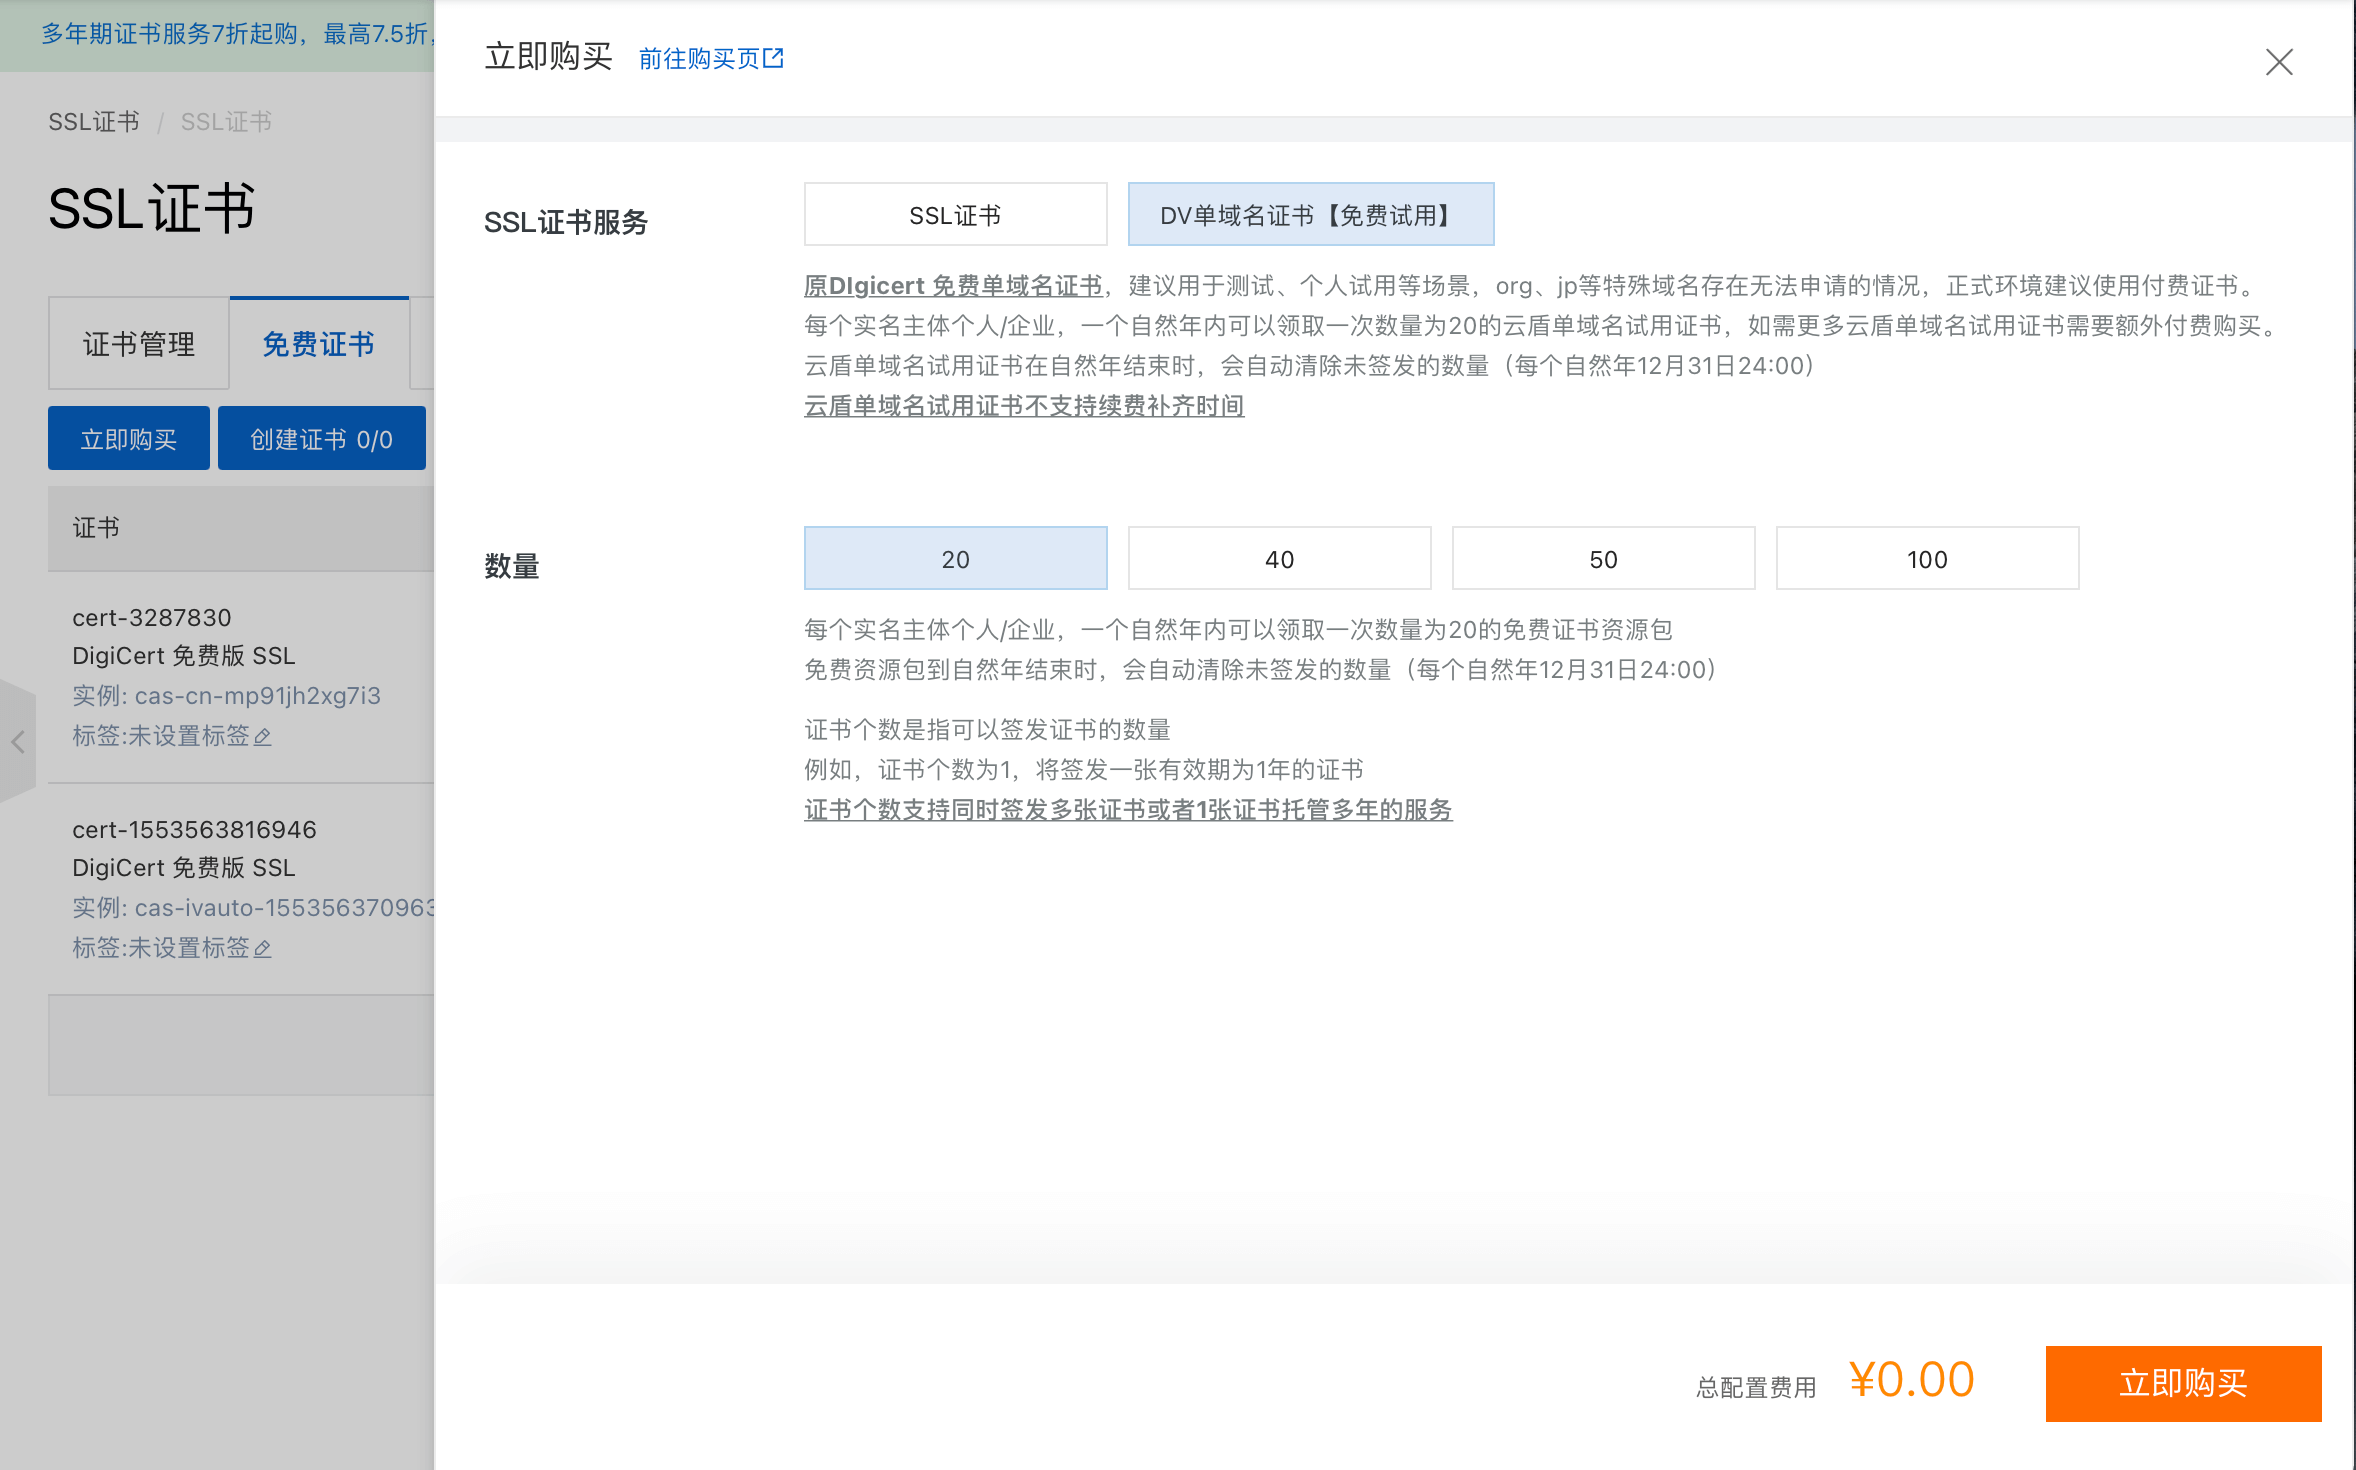 多年期证书服务7折起购，最高7.5折，
SSL证书 / SSL证书
SSL证书
证书管理
免费证书
立即购买
创建证书 0/0
证书
cert-3287830
DigiCert 免费版 SSL
实例: cas-cn-mp91jh2xg7i3
标签:未设置标签
cert-1553563816946
DigiCert 免费版 SSL
实例: cas-ivauto-155356370963
标签:未设置标签
立即购买 前往购买页
SSL证书服务
SSL证书
DV单域名证书【免费试用】
原DIgicert 免费单域名证书，建议用于测试、个人试用等场景，org、jp等特殊域名存在无法申请的情况，正式环境建议使用付费证书。
每个实名主体个人/企业，一个自然年内可以领取一次数量为20的云盾单域名试用证书，如需更多云盾单域名试用证书需要额外付费购买。
云盾单域名试用证书在自然年结束时，会自动清除未签发的数量（每个自然年12月31日24:00）
云盾单域名试用证书不支持续费补齐时间
数量
20
40
50
100
每个实名主体个人/企业，一个自然年内可以领取一次数量为20的免费证书资源包
免费资源包到自然年结束时，会自动清除未签发的数量（每个自然年12月31日24:00）
证书个数是指可以签发证书的数量
例如，证书个数为1，将签发一张有效期为1年的证书
证书个数支持同时签发多张证书或者1张证书托管多年的服务
总配置费用 ¥0.00
立即购买